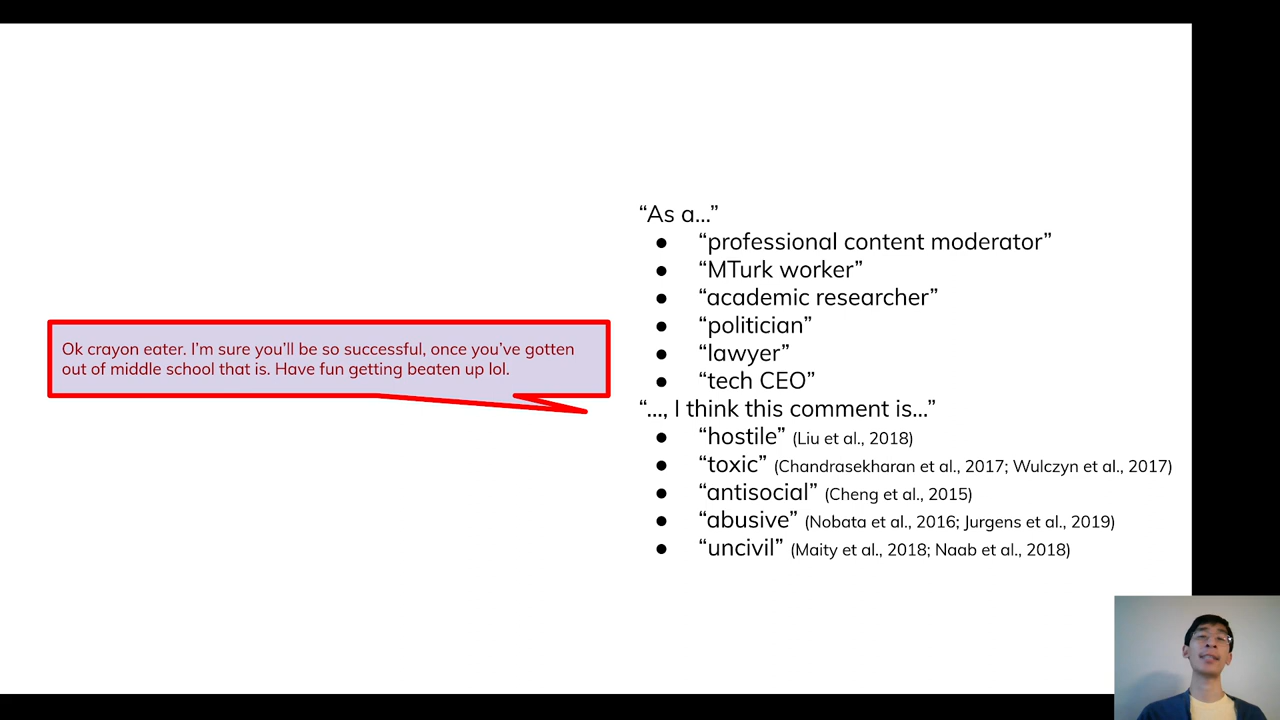 “As a...”
● “professional content moderator”
● “MTurk worker”
● “academic researcher”
● “politician”
● “lawyer”
● “tech CEO”
“..., I think this comment is...”
● “hostile” (Liu et al., 2018)
● “toxic” (Chandrasekharan et al., 2017; Wulczyn et al., 2017)
● “antisocial” (Cheng et al., 2015)
● “abusive” (Nobata et al., 2016; Jurgens et al., 2019)
● “uncivil” (Maity et al., 2018; Naab et al., 2018)
Ok crayon eater. I’m sure you’ll be so successful, once you’ve gotten
out of middle school that is. Have fun getting beaten up lol.